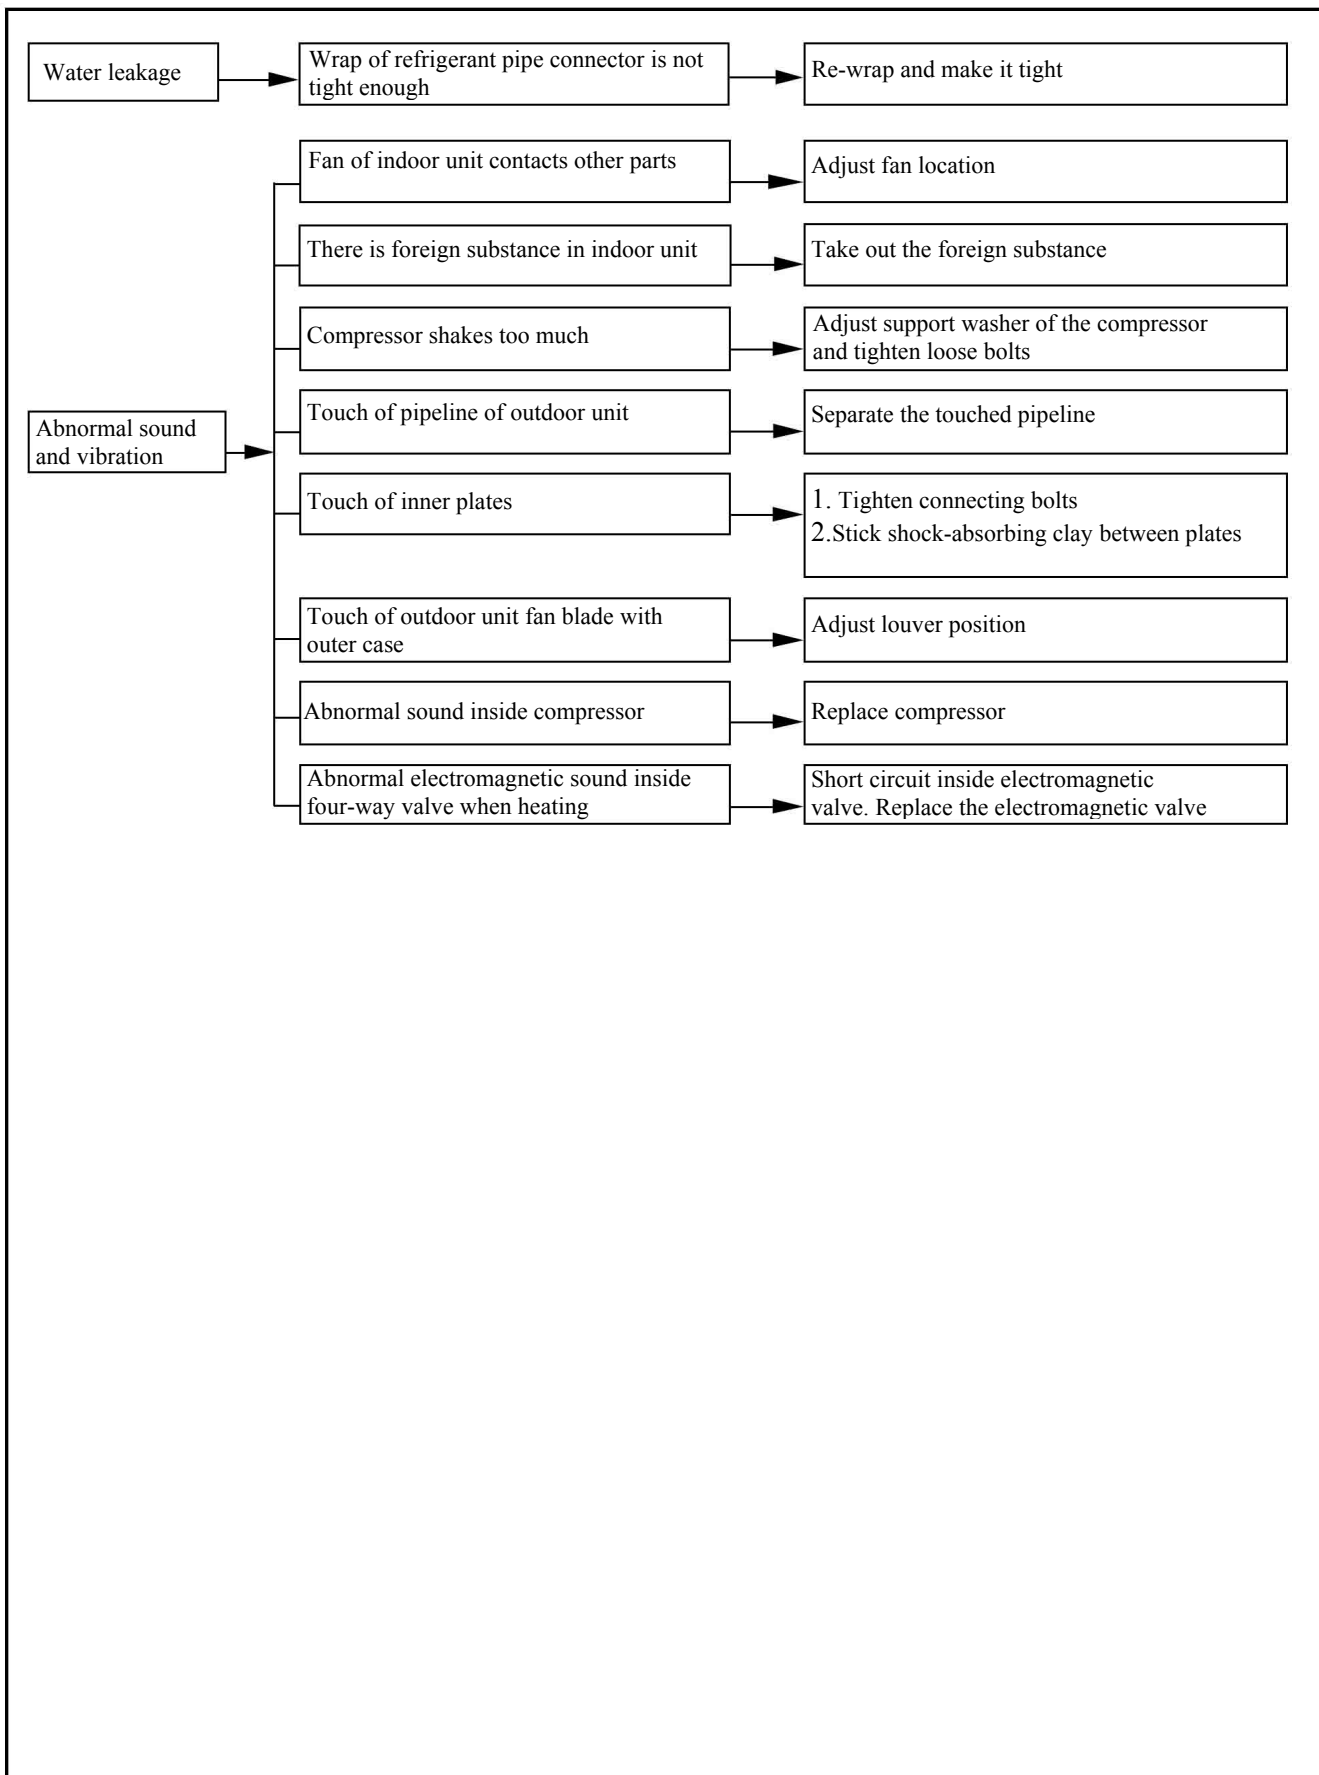 Water leakage
Wrap of refrigerant pipe connector is not
tight enough
Re-wrap and make it tight
Fan of indoor unit contacts other parts
Adjust fan location
There is foreign substance in indoor unit
Take out the foreign substance
Compressor shakes too much
Adjust support washer of the compressor
and tighten loose bolts
Touch of pipeline of outdoor unit
Separate the touched pipeline
Abnormal sound
and vibration
Touch of inner plates
1. Tighten connecting bolts
2.Stick shock-absorbing clay between plates
Touch of outdoor unit fan blade with
outer case
Adjust louver position
Abnormal sound inside compressor
Replace compressor
Abnormal electromagnetic sound inside
four-way valve when heating
Short circuit inside electromagnetic
valve. Replace the electromagnetic valve